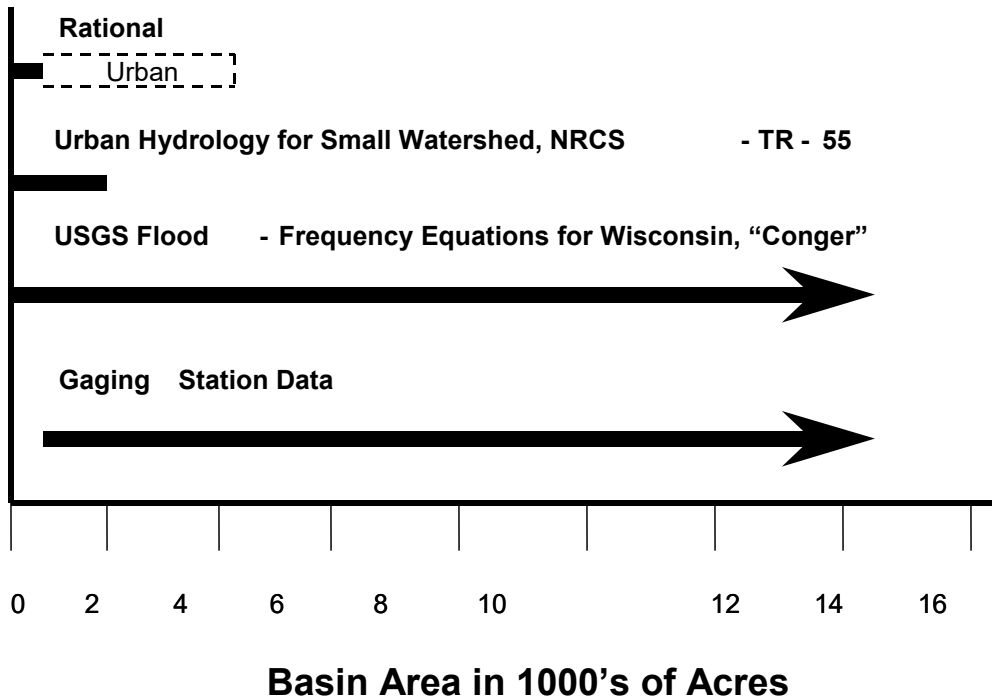 Rational
Urban
Urban Hydrology for Small Watershed, NRCS - TR - 55
USGS Flood - Frequency Equations for Wisconsin, “Conger”
Gaging Station Data
0 2 4 6 8 10 12 14 16
Basin Area in 1000’s of Acres